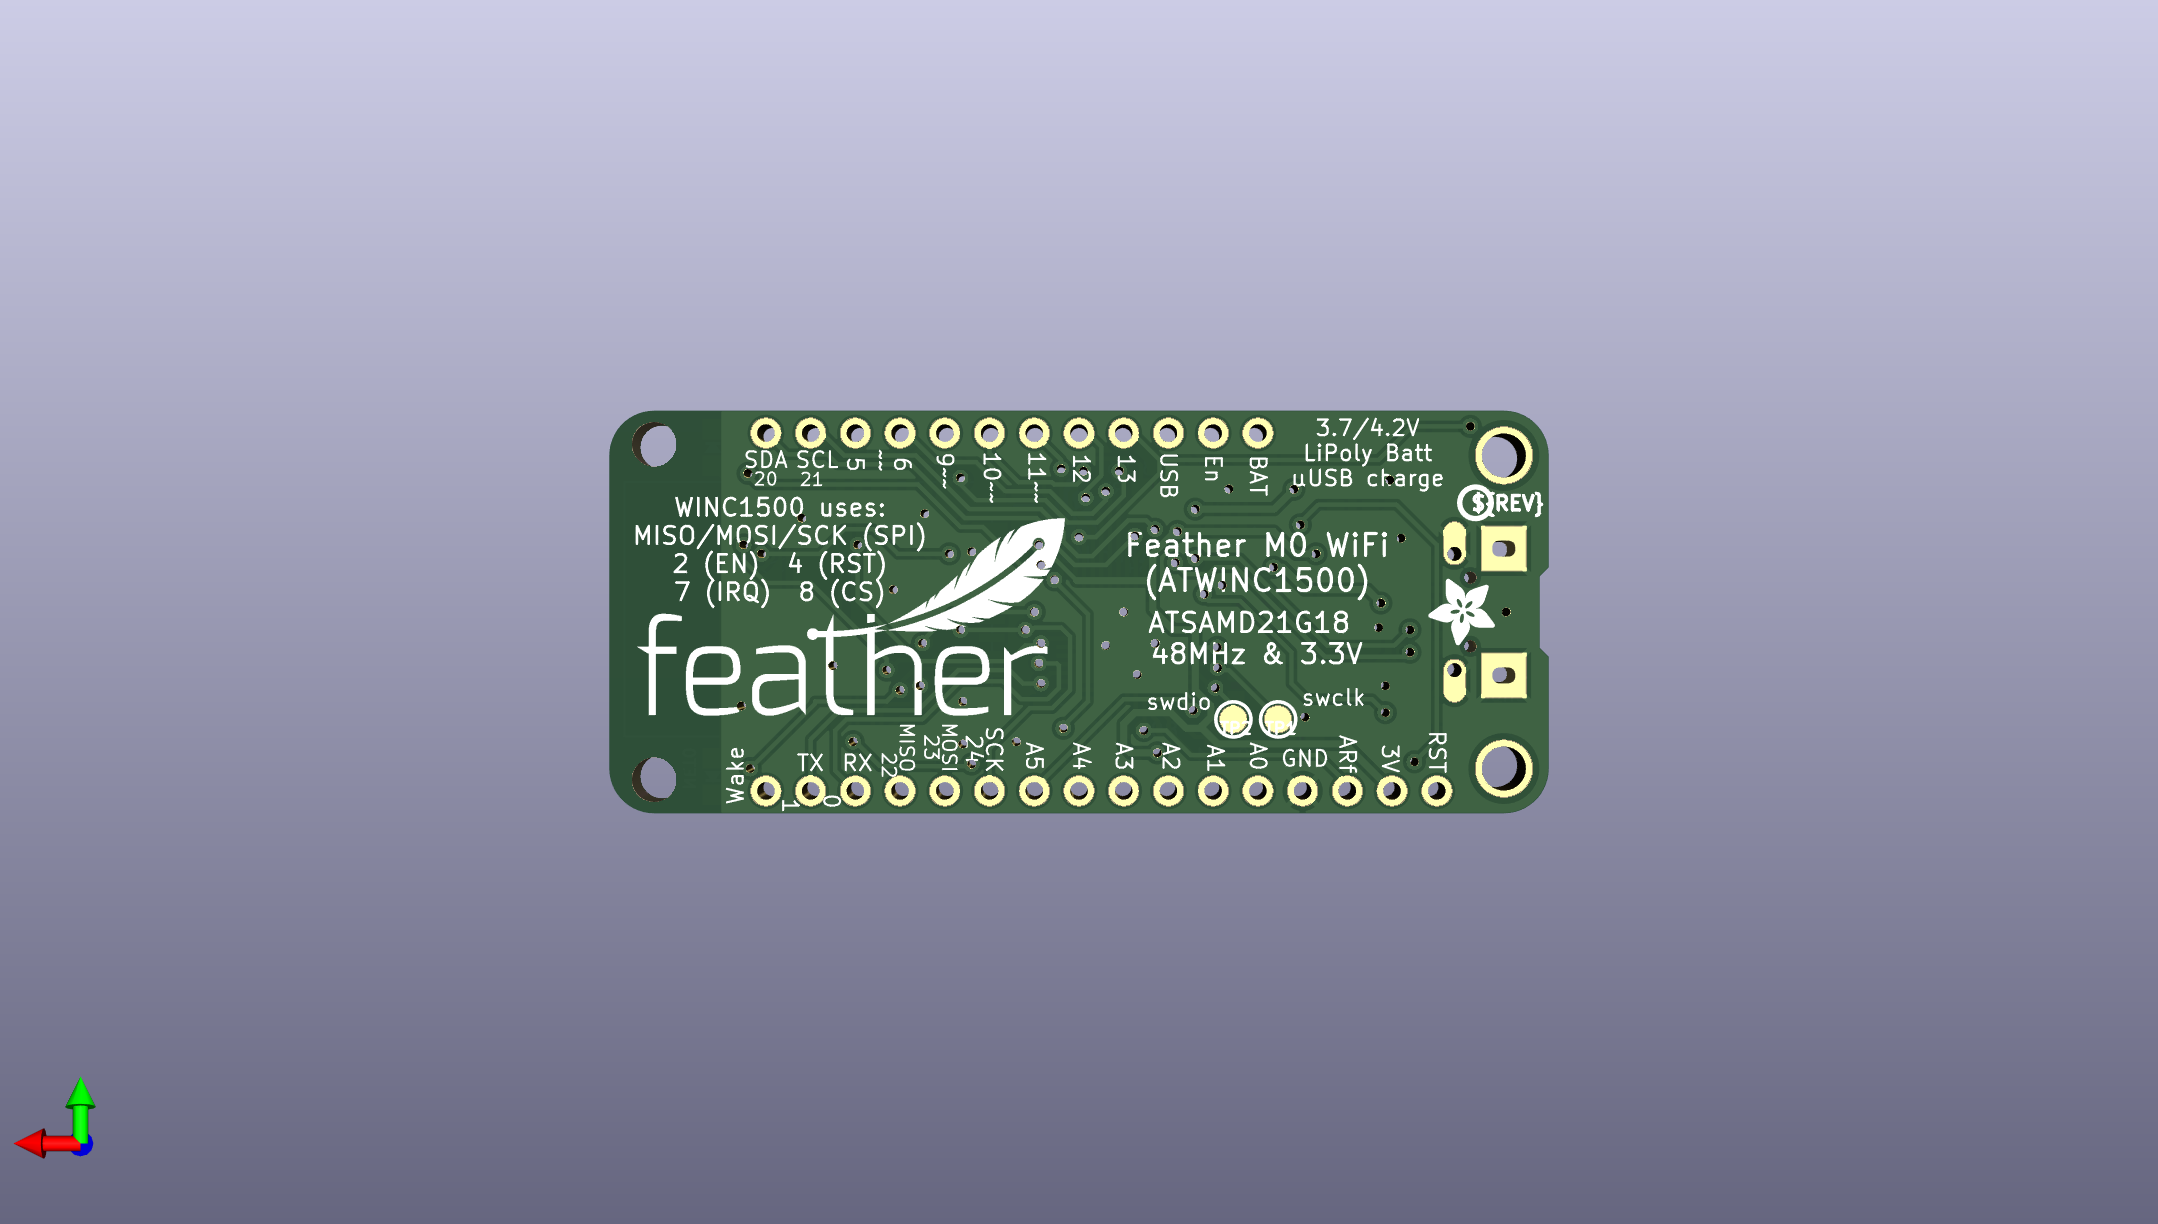 3.7/4.2V
LiPoly Batt
µUSB charge
${REV}
SDA SCL 5 ~~ 6 9~~ 10~~ 11~~ 12 13 USB En BAT
20 21
WINC1500 uses:
MISO/MOSI/SCK (SPI)
2 (EN) 4 (RST)
7 (IRQ) 8 (CS)
feather
Feather M0 WiFi
(ATWINC1500)
ATSAMD21G18
48MHz & 3.3V
swdio swclk
Wake TX RX 22 MISO 23 MOSI 24 SCK A5 A4 A3 A2 A1 A0 GND ARf 3V RST
1 0